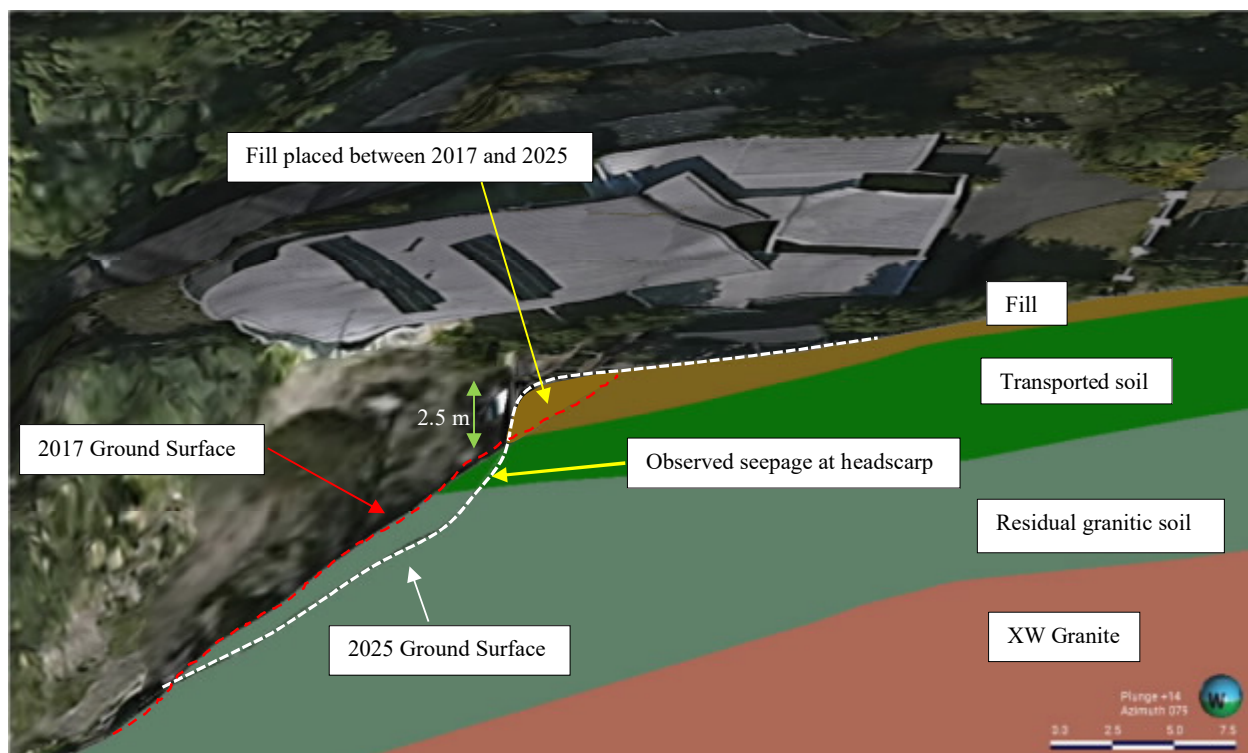 Fill placed between 2017 and 2025
Fill
Transported soil
2.5 m
2017 Ground Surface
Observed seepage at headscarp
Residual granitic soil
2025 Ground Surface
XW Granite
Plunge +14
Azimuth 079
W
0.0 2.5 5.0 7.5